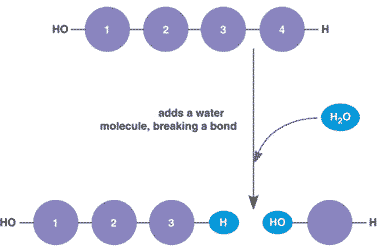 HO 1 2 3 4 H
adds a water
molecule, breaking a bond
H₂O
HO 1 2 3 H HO H